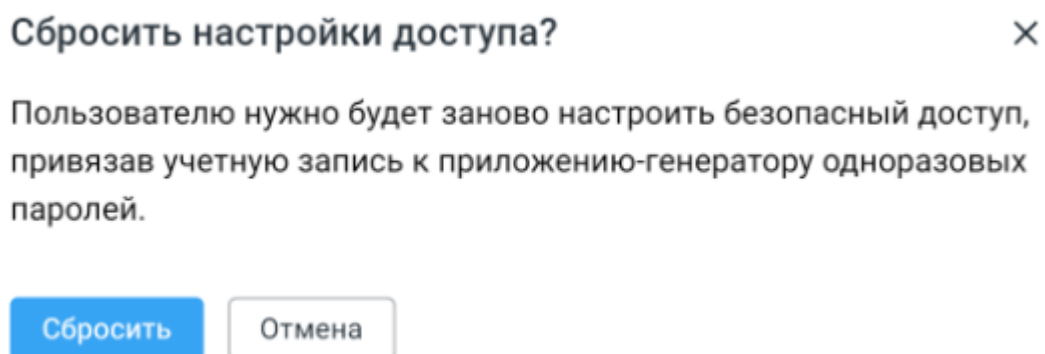 Сбросить настройки доступа?
Пользователю нужно будет заново настроить безопасный доступ,
привязав учетную запись к приложению-генератору одноразовых
паролей.
Сбросить Отмена